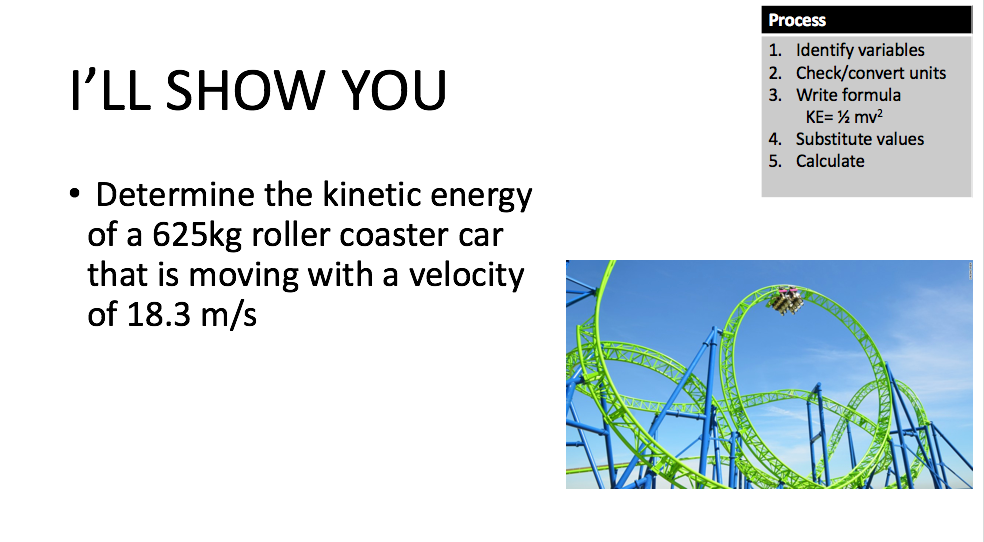 I'LL SHOW YOU
• Determine the kinetic energy
of a 625kg roller coaster car
that is moving with a velocity
of 18.3 m/s
Process
1. Identify variables
2. Check/convert units
3. Write formula
KE= ½ mv²
4. Substitute values
5. Calculate